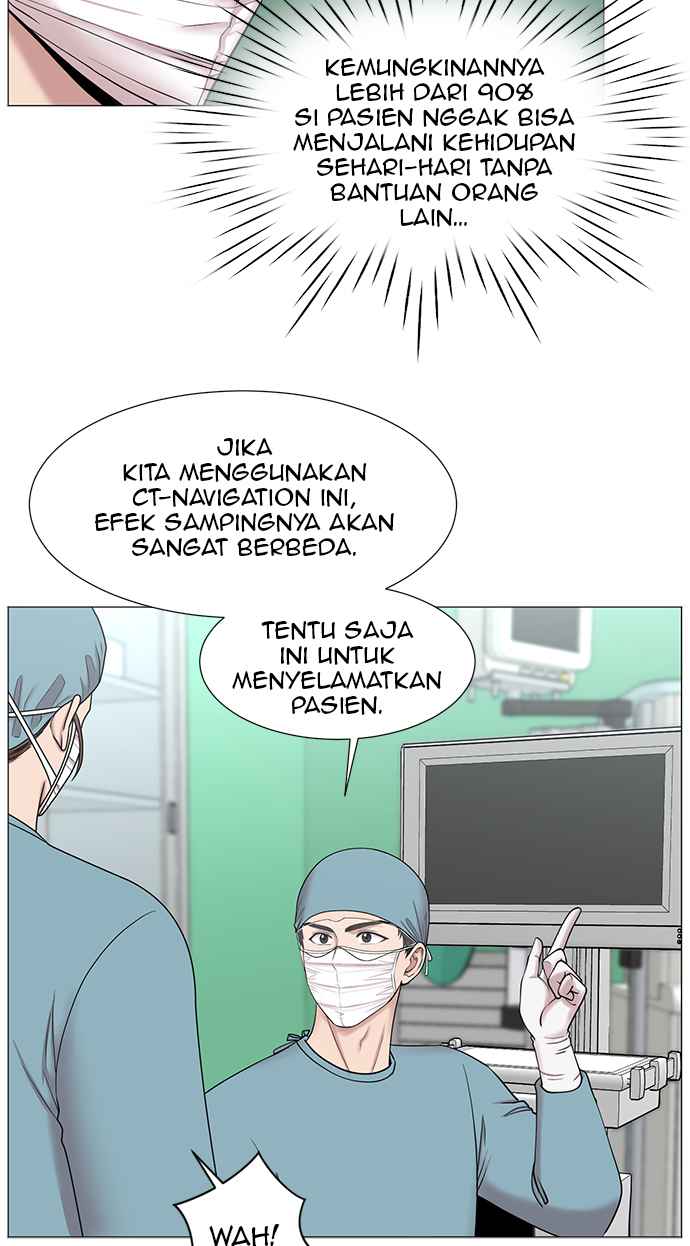 KEMUNGKINANNYA
LEBIH DARI 90%
SI PASIEN NGGAK BISA
MENJALANI KEHIDUPAN
SEHARI-HARI TANPA
BANTUAN ORANG
LAIN...
JIKA
KITA MENGGUNAKAN
CT-NAVIGATION INI,
EFEK SAMPINGNYA AKAN
SANGAT BERBEDA.
TENTU SAJA
INI UNTUK
MENYELAMATKAN
PASIEN.
WAH!